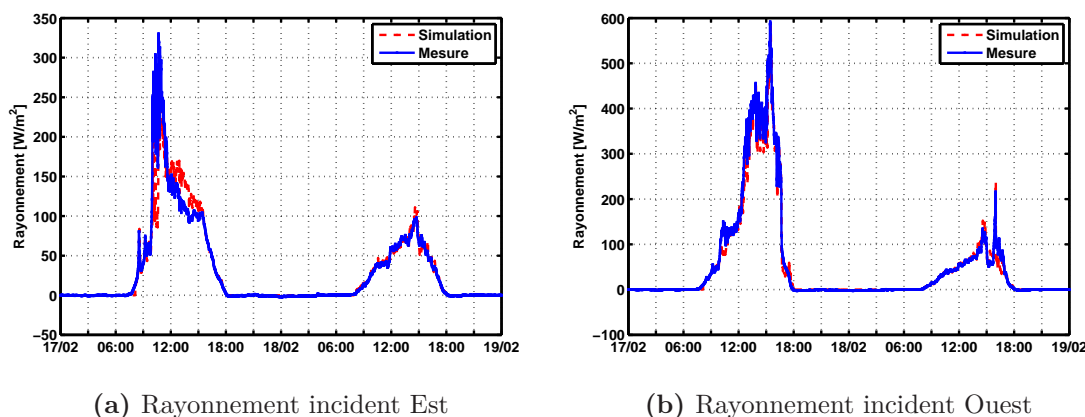 350
300
250
200
150
100
50
0
−50
Rayonnement [W/m²]
Simulation
Mesure
17/02 06:00 12:00 18:00 18/02 06:00 12:00 18:00 19/02
(a) Rayonnement incident Est
600
500
400
300
200
100
0
−100
Rayonnement [W/m²]
Simulation
Mesure
17/02 06:00 12:00 18:00 18/02 06:00 12:00 18:00 19/02
(b) Rayonnement incident Ouest